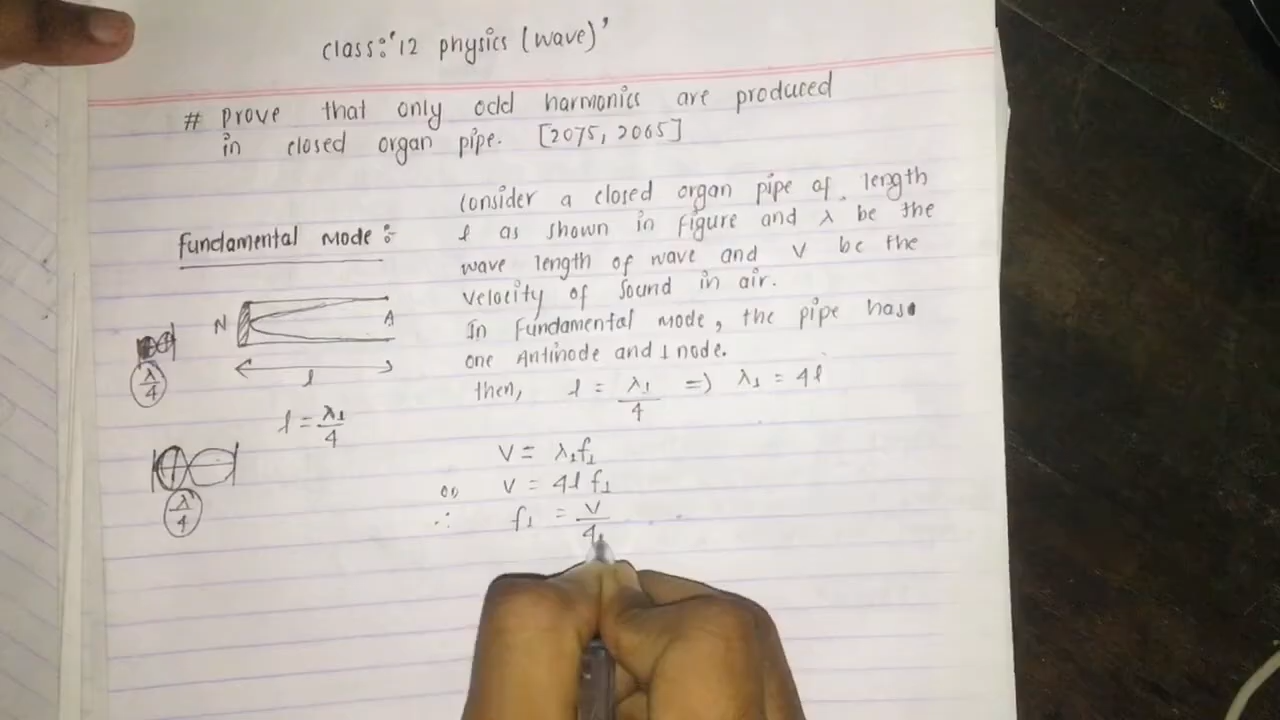 class:'12 physics (wave)'
# prove that only odd harmonics are produced
in closed organ pipe. [2075, 2065]
Consider a closed organ pipe of length
l as shown in figure and λ be the
wave length of wave and V be the
velocity of sound in air.
In fundamental mode, the pipe has
one Antinode and 1 node.
then, l = λ₁/4 => λ₁ = 4l
V = λ₁f₁
or V = 4l f₁
∴ f₁ = V/4
fundamental mode :-
N A
l
λ/4
l = λ₁/4
λ/4